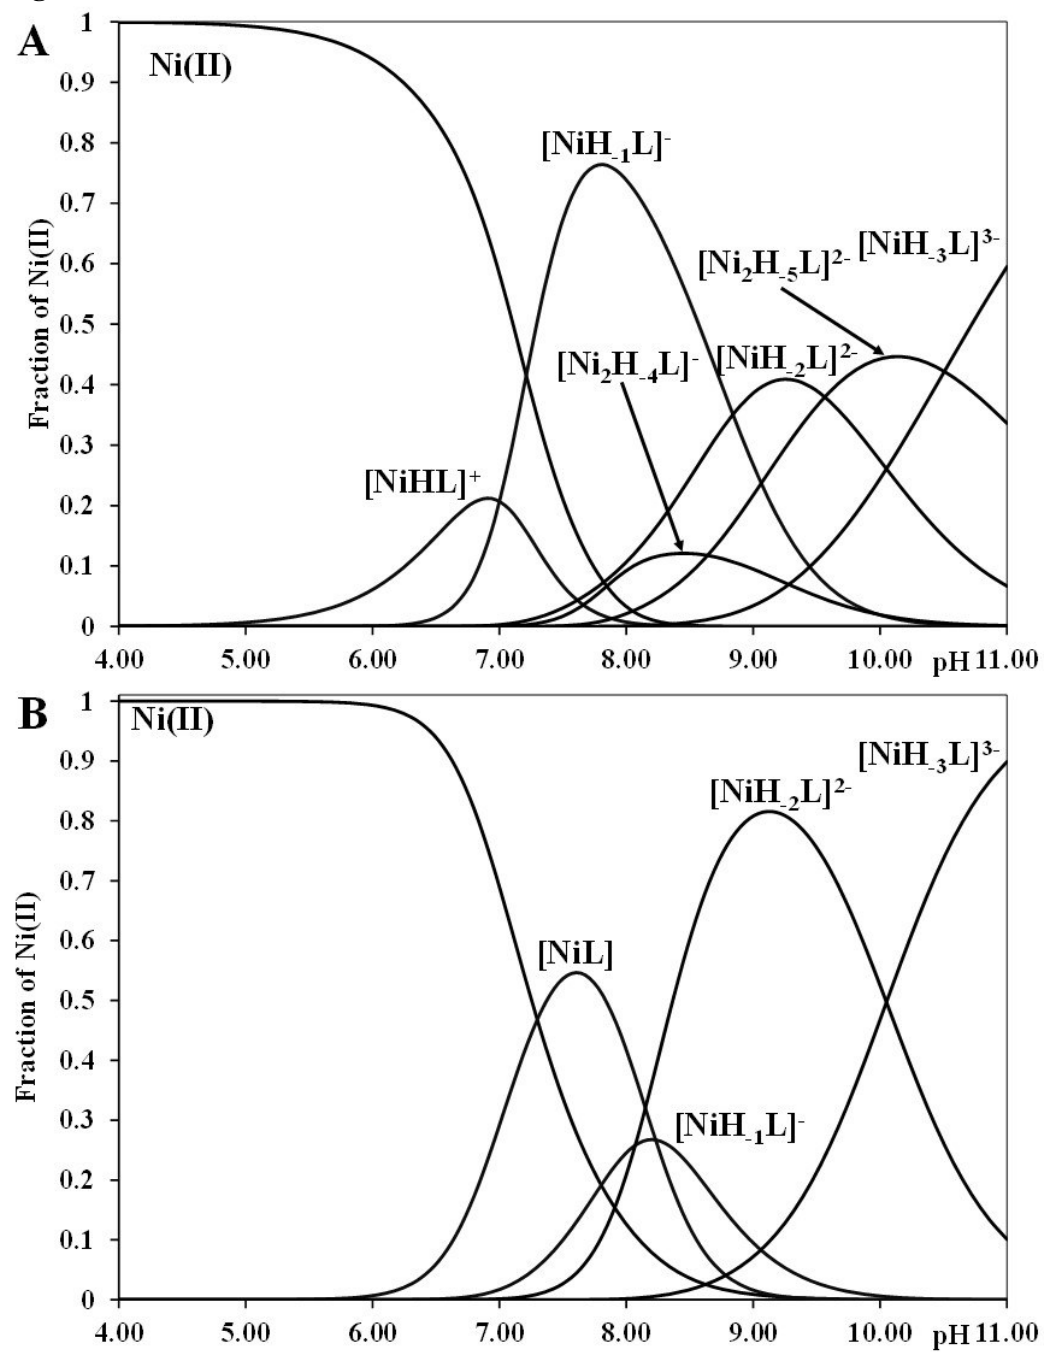 A
1
Ni(II)
0.9
0.8
[NiH-1L]-
0.7
0.6
[Ni2H-5L]2- [NiH-3L]3-
0.5
[Ni2H-4L]- [NiH-2L]2-
0.4
0.3
[NiHL]+
0.2
0.1
0
Fraction of Ni(II)
4.00 5.00 6.00 7.00 8.00 9.00 10.00 pH 11.00
B
1
Ni(II)
0.9
[NiH-3L]3-
[NiH-2L]2-
0.8
0.7
0.6
[NiL]
0.5
0.4
0.3
[NiH-1L]-
0.2
0.1
0
Fraction of Ni(II)
4.00 5.00 6.00 7.00 8.00 9.00 10.00 pH 11.00